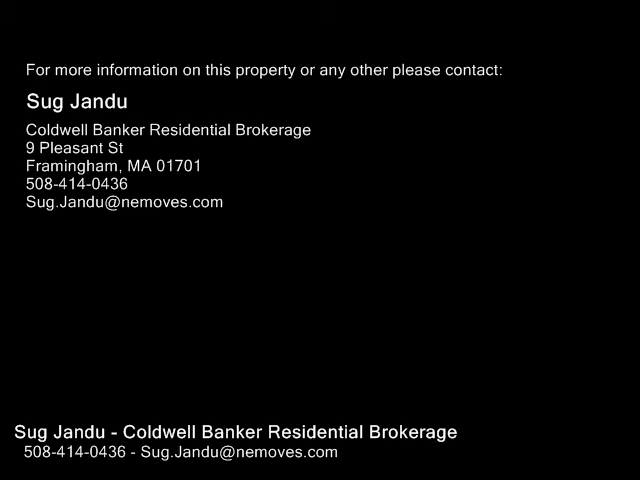 For more information on this property or any other please contact:
Sug Jandu
Coldwell Banker Residential Brokerage
9 Pleasant St
Framingham, MA 01701
508-414-0436
Sug.Jandu@nemoves.com
Sug Jandu - Coldwell Banker Residential Brokerage
508-414-0436 - Sug.Jandu@nemoves.com